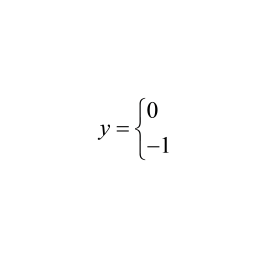 y = { 0
-1